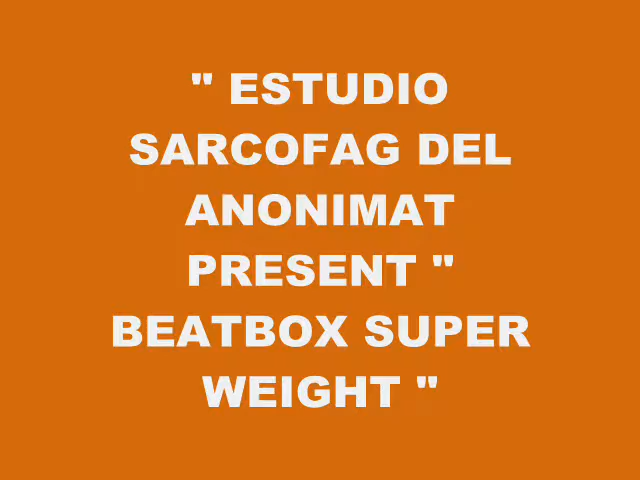 " ESTUDIO
SARCOFAG DEL
ANONIMAT
PRESENT "
BEATBOX SUPER
WEIGHT "